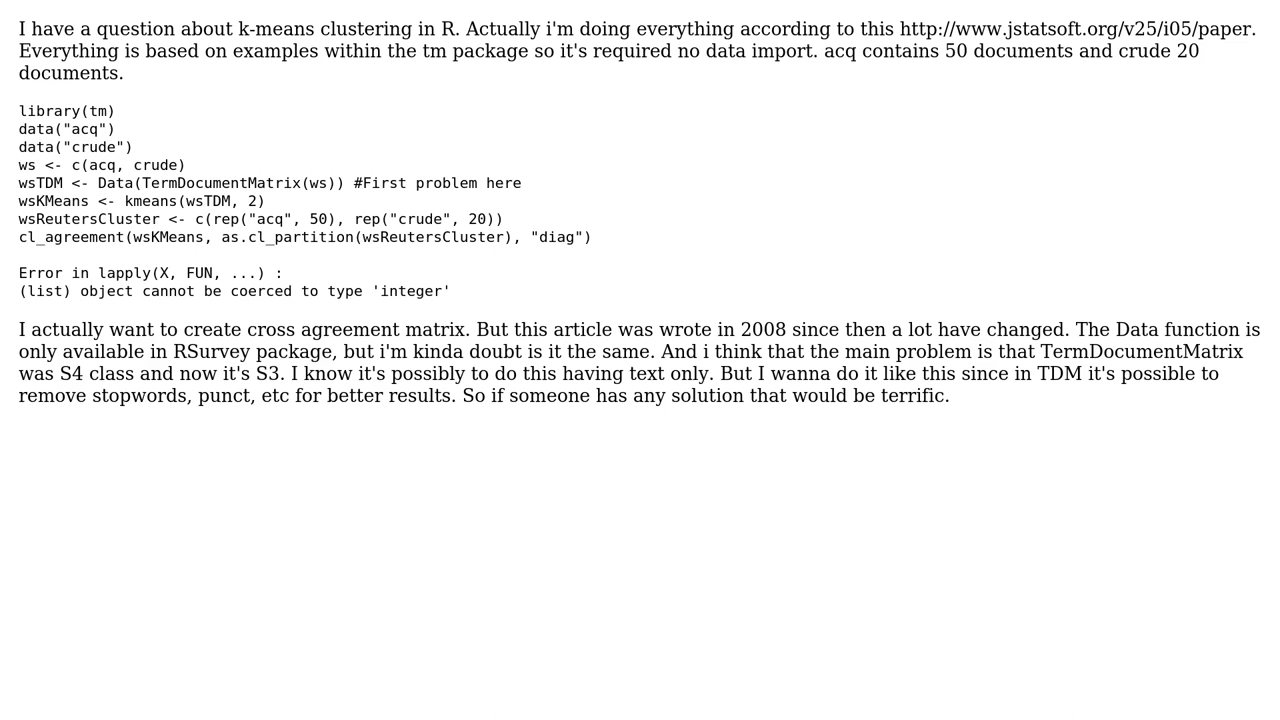 I have a question about k-means clustering in R. Actually i'm doing everything according to this http://www.jstatsoft.org/v25/i05/paper.
Everything is based on examples within the tm package so it's required no data import. acq contains 50 documents and crude 20
documents.
library(tm)
data("acq")
data("crude")
ws <- c(acq, crude)
wsTDM <- Data(TermDocumentMatrix(ws)) #First problem here
wsKMeans <- kmeans(wsTDM, 2)
wsReutersCluster <- c(rep("acq", 50), rep("crude", 20))
cl_agreement(wsKMeans, as.cl_partition(wsReutersCluster), "diag")
Error in lapply(X, FUN, ...) :
(list) object cannot be coerced to type 'integer'
I actually want to create cross agreement matrix. But this article was wrote in 2008 since then a lot have changed. The Data function is
only available in RSurvey package, but i'm kinda doubt is it the same. And i think that the main problem is that TermDocumentMatrix
was S4 class and now it's S3. I know it's possibly to do this having text only. But I wanna do it like this since in TDM it's possible to
remove stopwords, punct, etc for better results. So if someone has any solution that would be terrific.